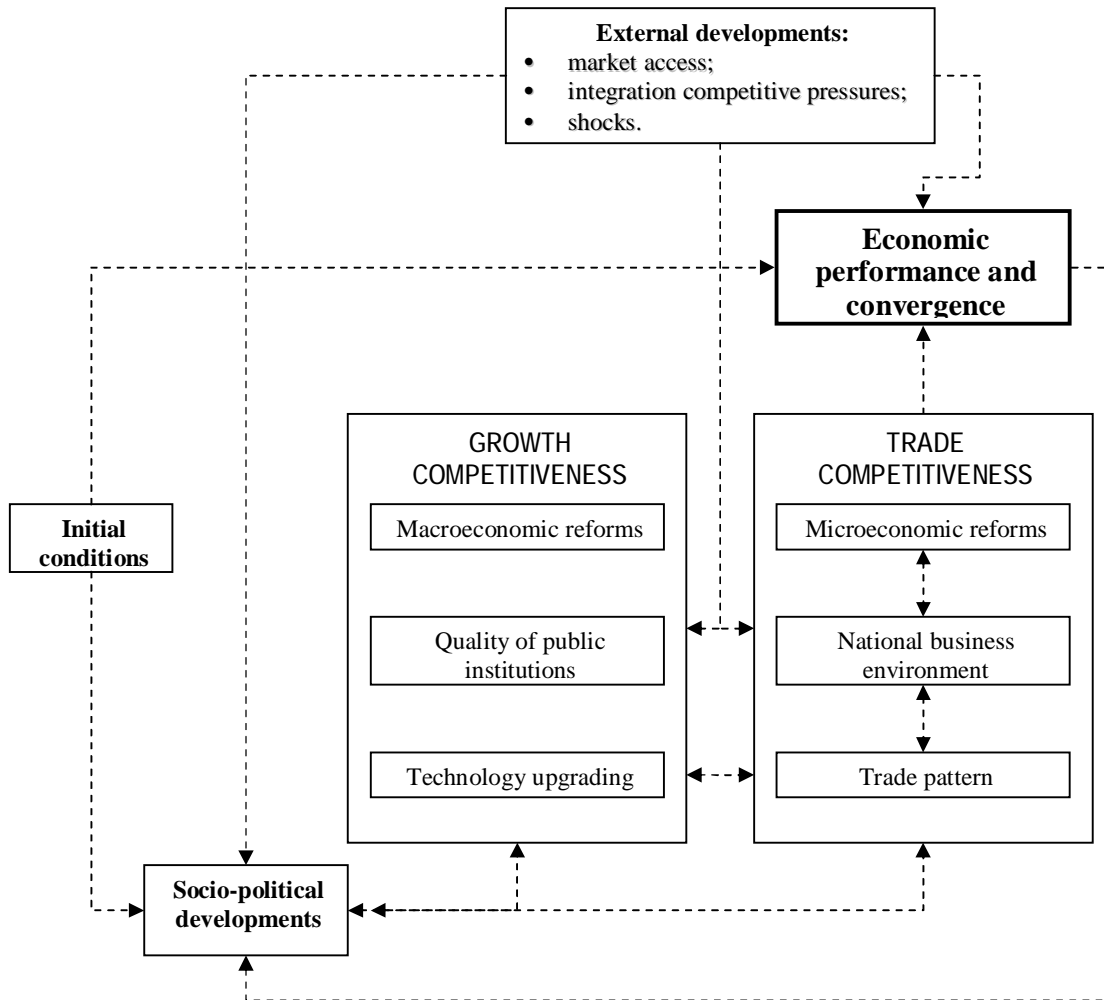 External developments:
• market access;
• integration competitive pressures;
• shocks.
Economic
performance and
convergence
GROWTH
COMPETITIVENESS
Macroeconomic reforms
Quality of public
institutions
Technology upgrading
TRADE
COMPETITIVENESS
Microeconomic reforms
National business
environment
Trade pattern
Initial
conditions
Socio-political
developments